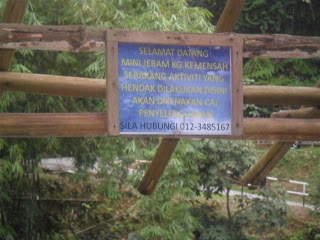 SELAMAT DATANG
MINI JERAM KG.KEMENSAH
SEBARANG AKTIVITI YANG
HENDAK DILAKUKAN DISINI
AKAN DIKENAKAN CAJ
PENYELENGGARAAN
SILA HUBUNGI 012-3485167